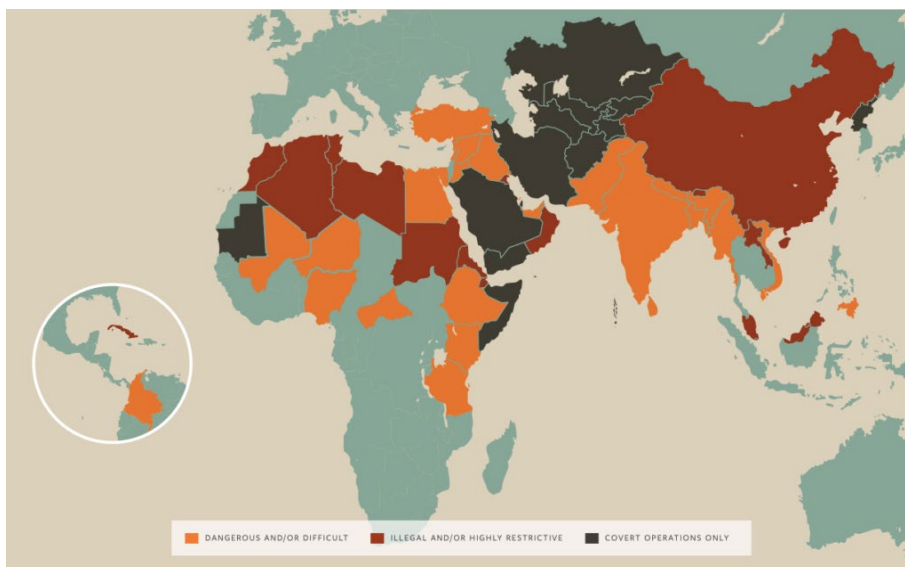 DANGEROUS AND/OR DIFFICULT
ILLEGAL AND/OR HIGHLY RESTRICTIVE
COVERT OPERATIONS ONLY